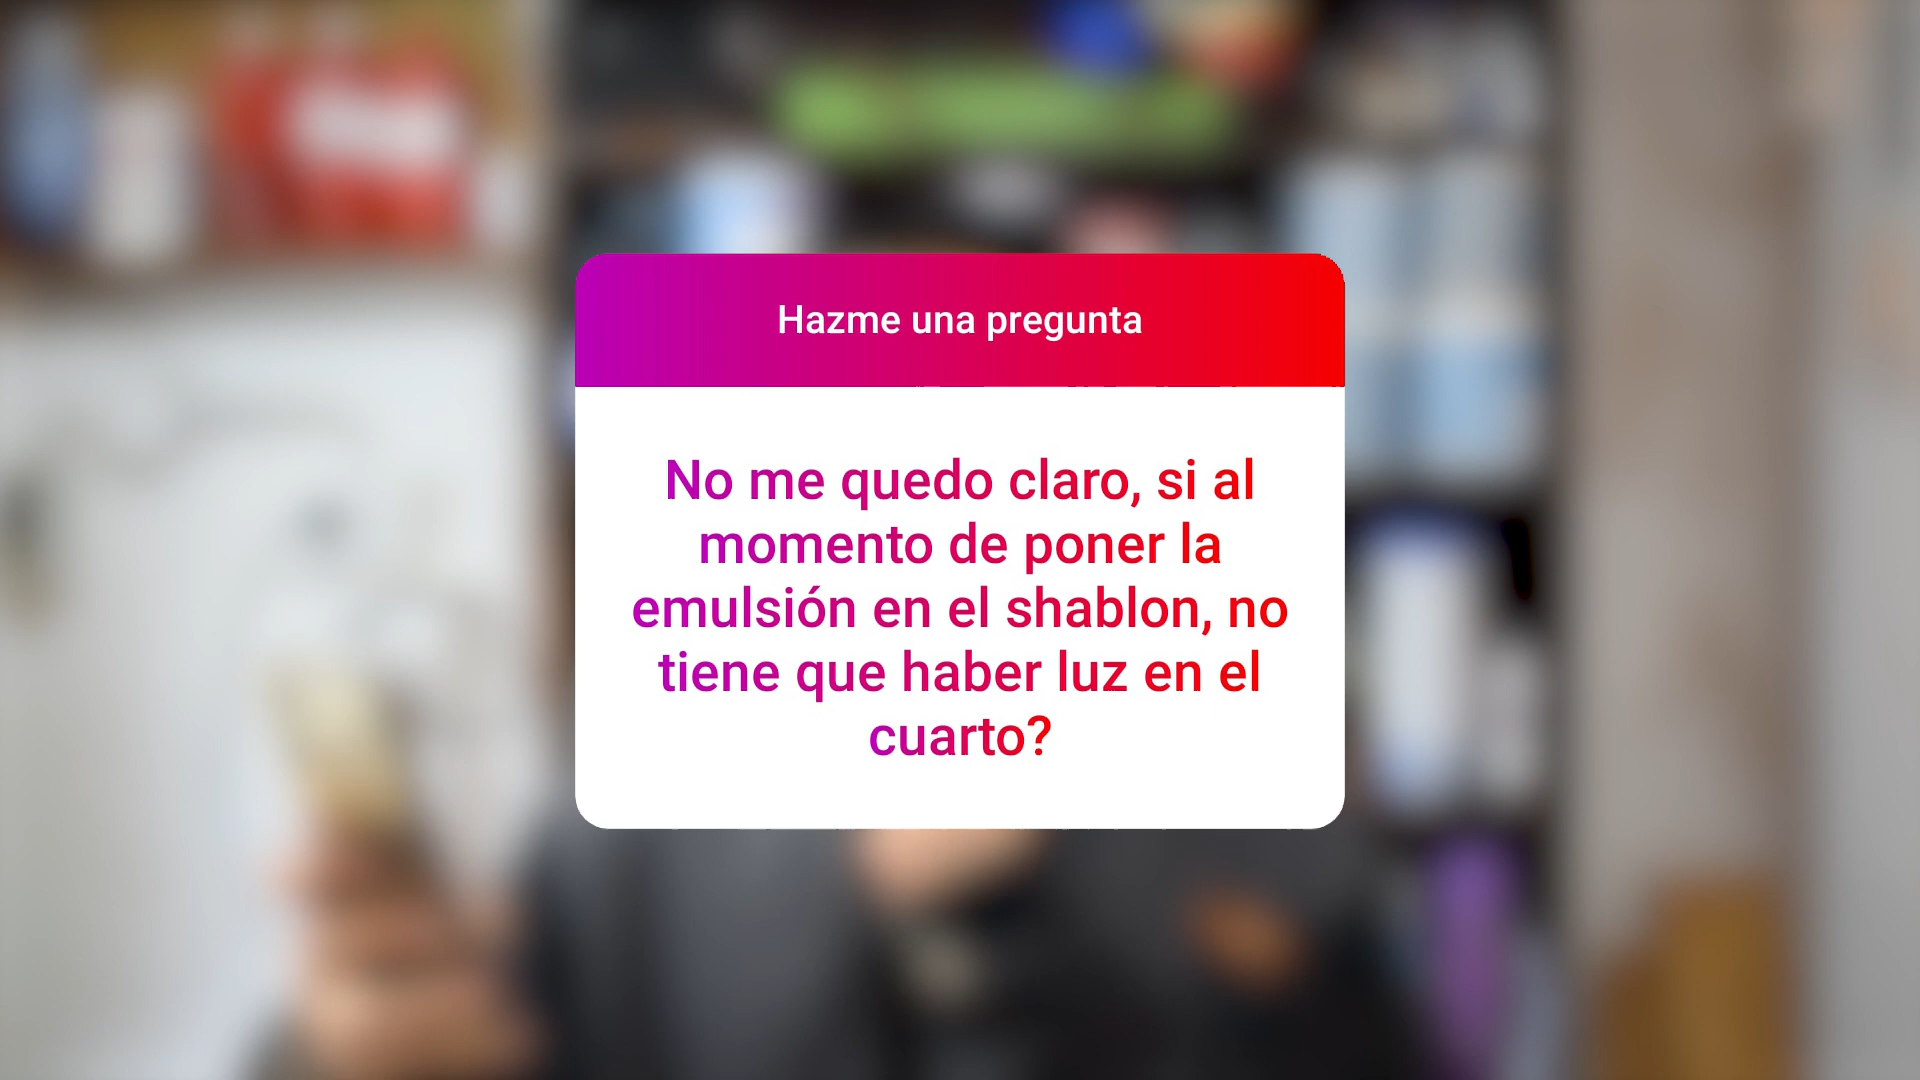 Hazme una pregunta
No me quedo claro, si al
momento de poner la
emulsión en el shablon, no
tiene que haber luz en el
cuarto?